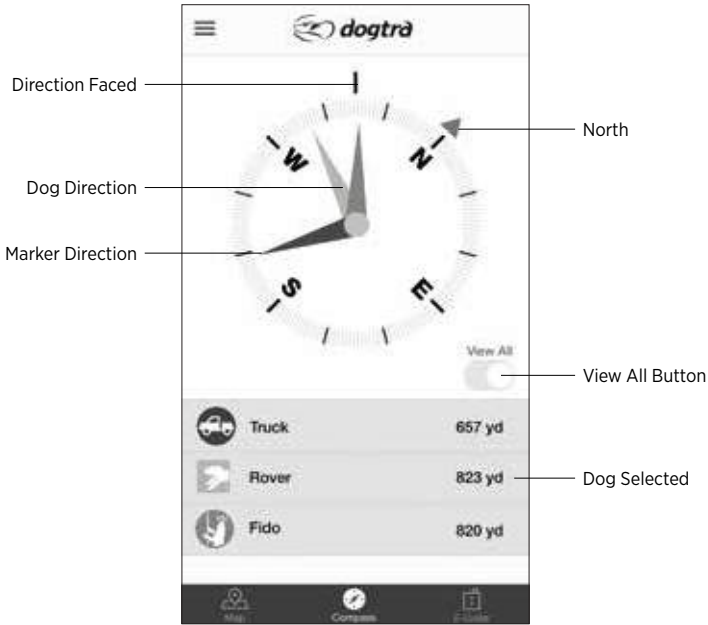 dogtra
Direction Faced
North
W
N
Dog Direction
Marker Direction
S
E
View All
View All Button
Truck 657 yd
Rover 823 yd
Dog Selected
Fido 820 yd
Map
Compass
E-Collar